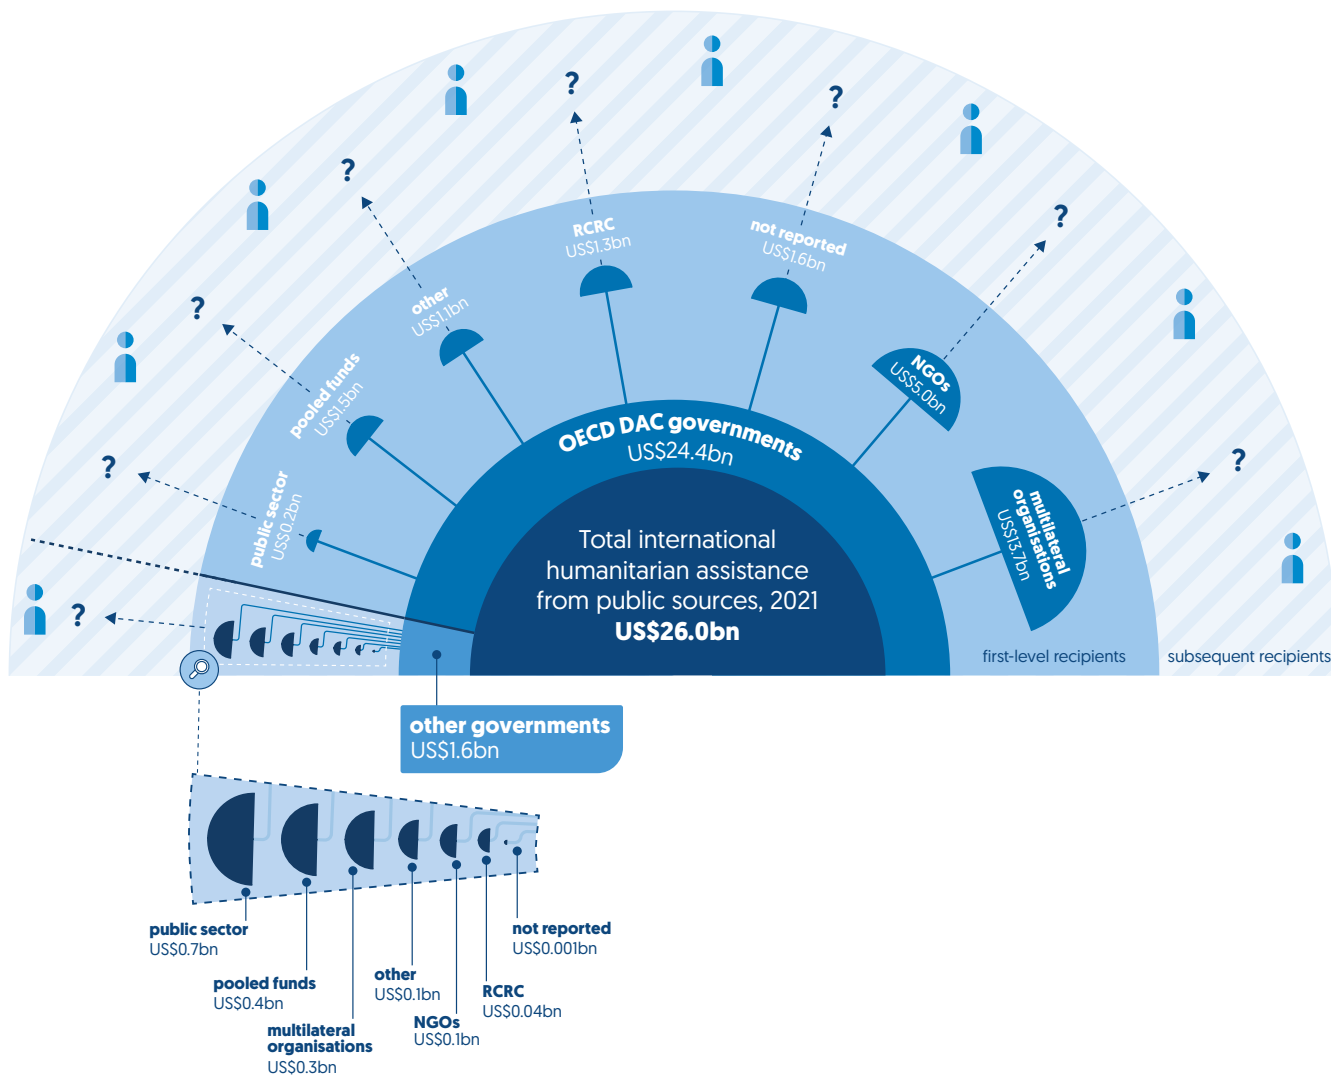 ?
?
?
?
?
?
?
?
RCRC
US$1.3bn
not reported
US$1.6bn
other
US$1.1bn
pooled funds
US$1.5bn
NGOs
US$5.0bn
public sector
US$0.2bn
multilateral
organisations
US$13.7bn
OECD DAC governments
US$24.4bn
Total international
humanitarian assistance
from public sources, 2021
US$26.0bn
first-level recipients
subsequent recipients
other governments
US$1.6bn
public sector
US$0.7bn
pooled funds
US$0.4bn
multilateral
organisations
US$0.3bn
other
US$0.1bn
NGOs
US$0.1bn
RCRC
US$0.04bn
not reported
US$0.001bn